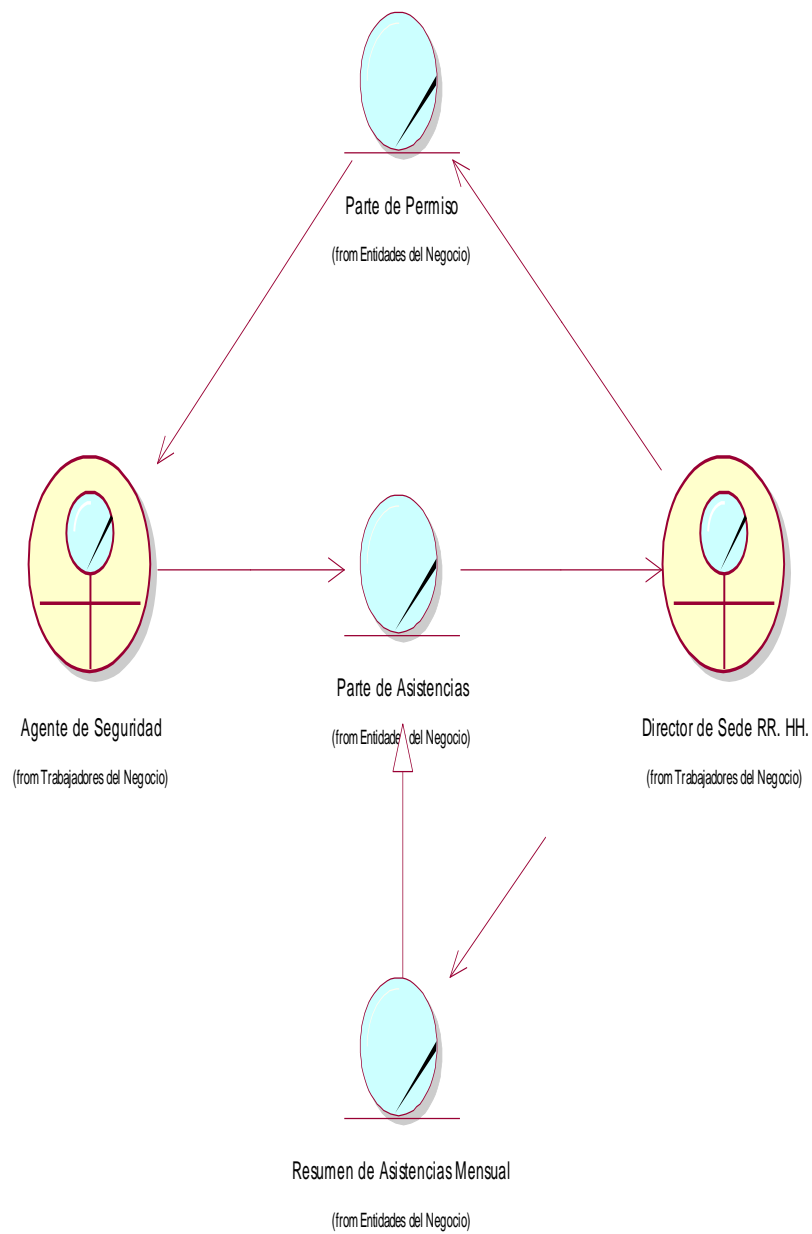 Parte de Permiso
(from Entidades del Negocio)
Parte de Asistencias
(from Entidades del Negocio)
Agente de Seguridad
(from Trabajadores del Negocio)
Director de Sede RR. HH.
(from Trabajadores del Negocio)
Resumen de Asistencias Mensual
(from Entidades del Negocio)